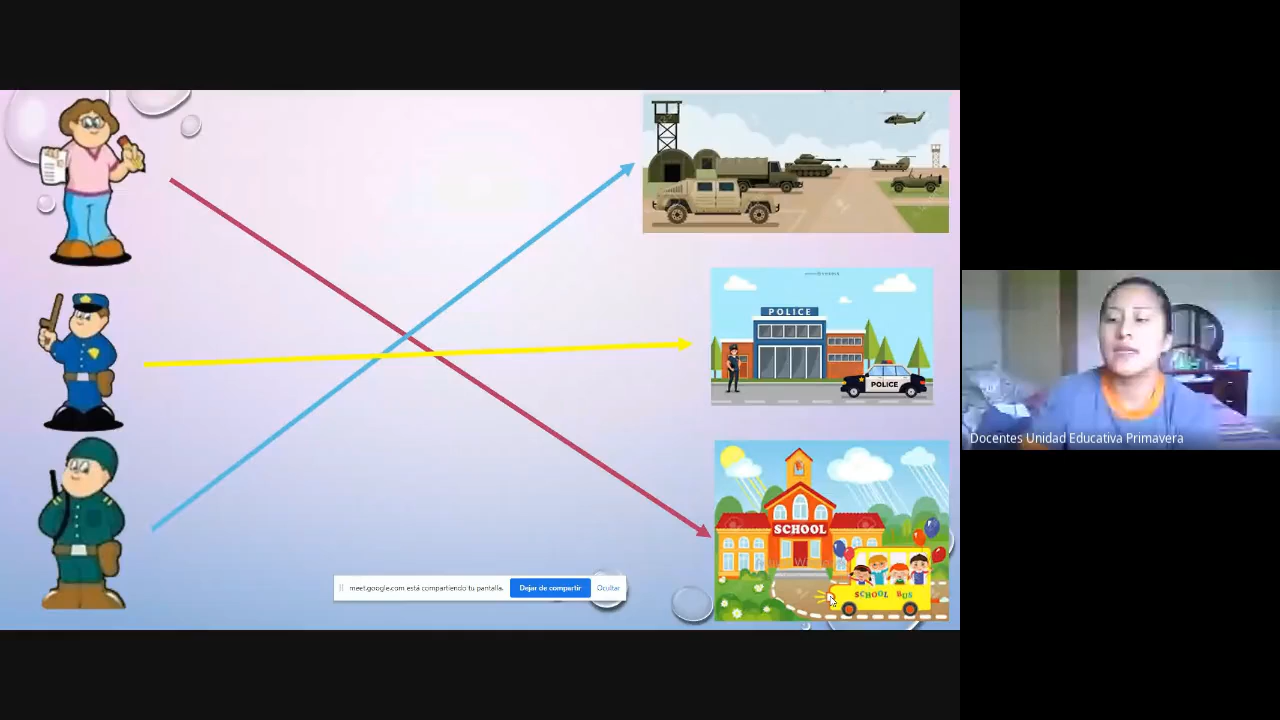 POLICE
POLICE
SCHOOL
SCHOOL BUS
meet.google.com está compartiendo tu pantalla.
Dejar de compartir
Ocultar
Docentes Unidad Educativa Primavera